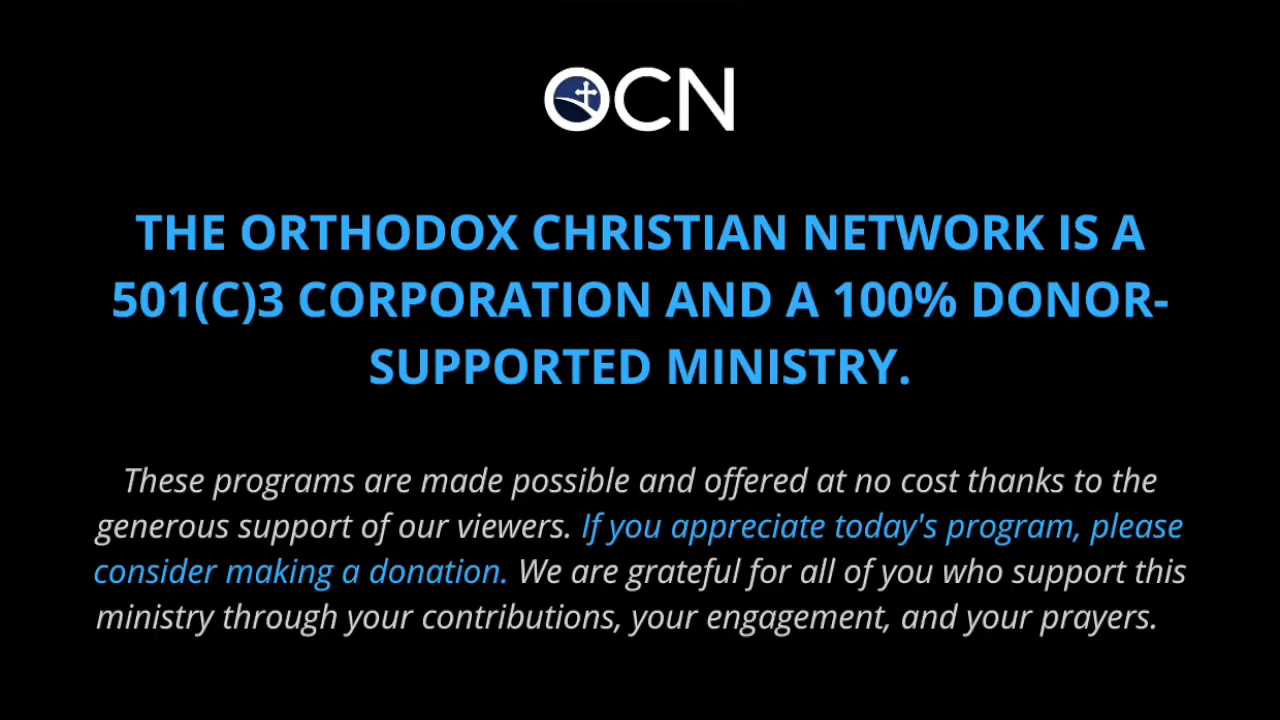 OCN
THE ORTHODOX CHRISTIAN NETWORK IS A
501(C)3 CORPORATION AND A 100% DONOR-
SUPPORTED MINISTRY.
These programs are made possible and offered at no cost thanks to the
generous support of our viewers. If you appreciate today's program, please
consider making a donation. We are grateful for all of you who support this
ministry through your contributions, your engagement, and your prayers.